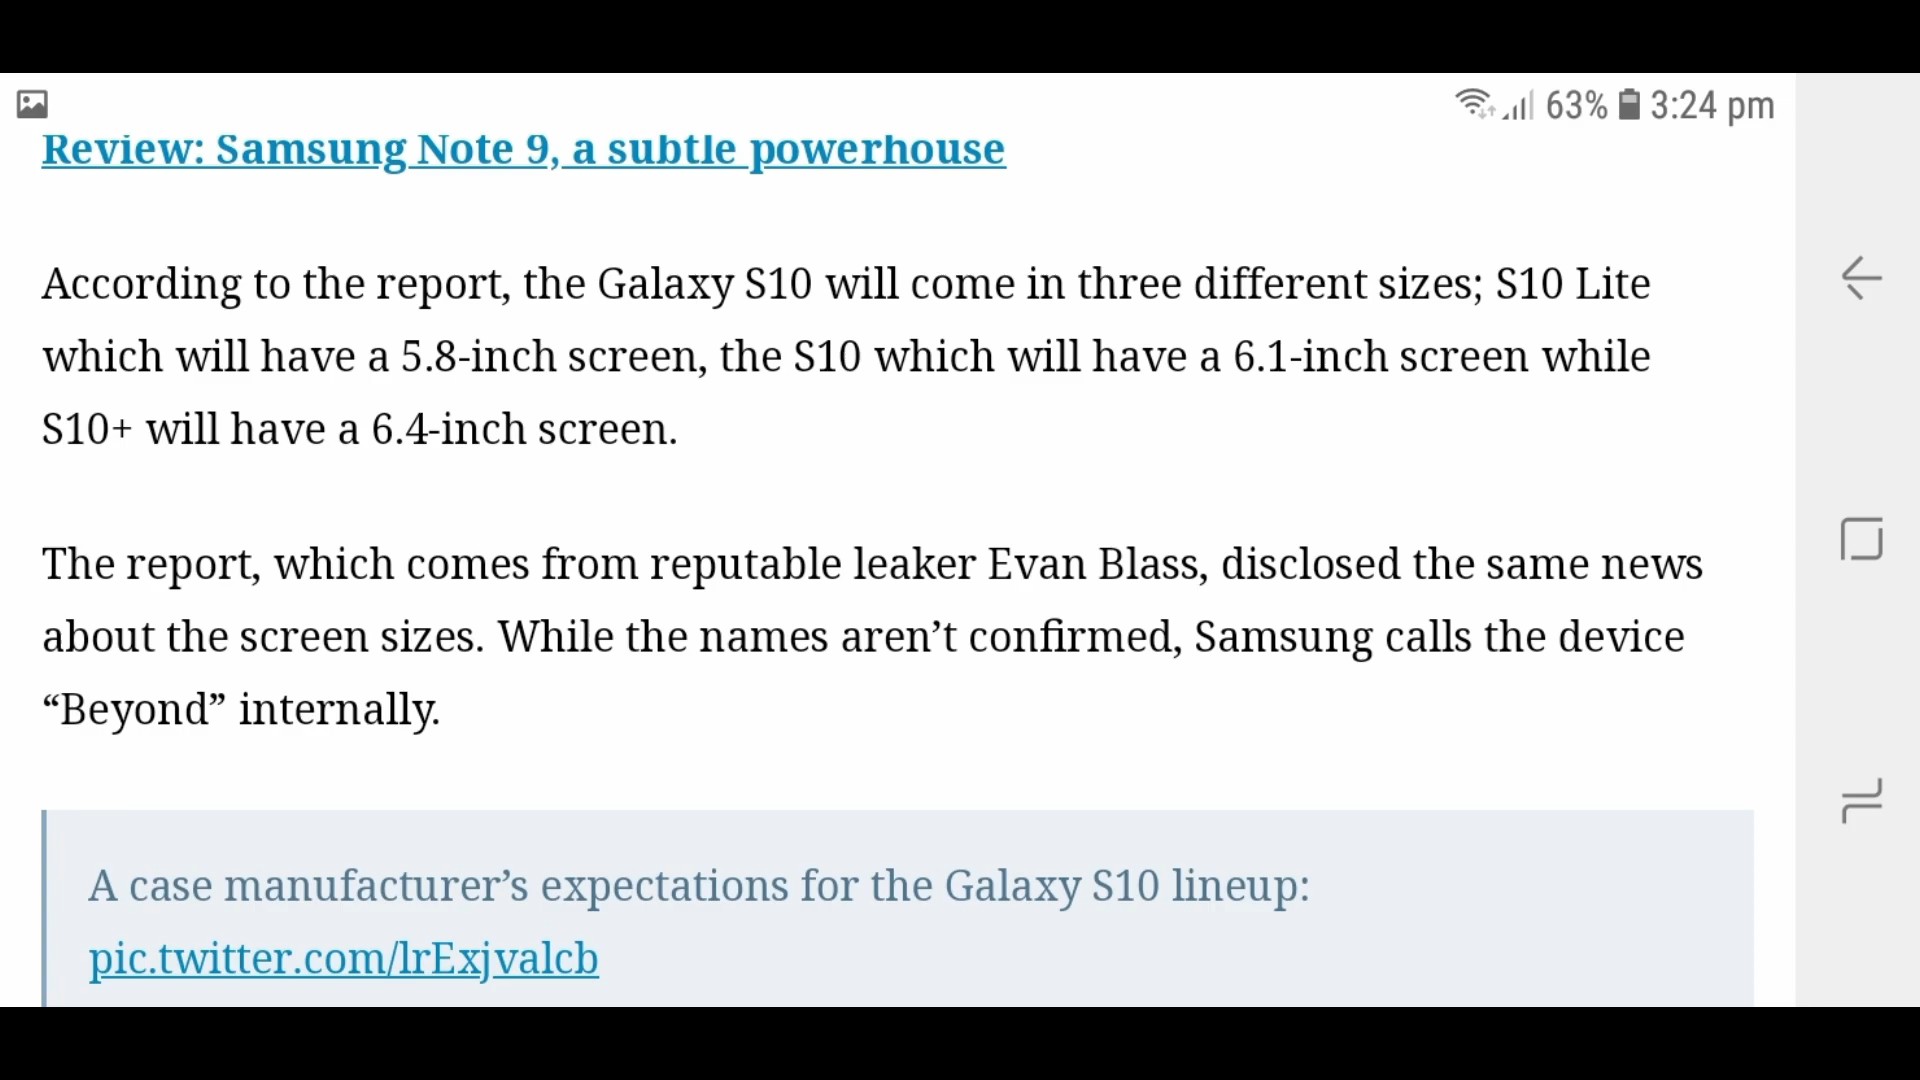 63% 3:24 pm
Review: Samsung Note 9, a subtle powerhouse
According to the report, the Galaxy S10 will come in three different sizes; S10 Lite
which will have a 5.8-inch screen, the S10 which will have a 6.1-inch screen while
S10+ will have a 6.4-inch screen.
The report, which comes from reputable leaker Evan Blass, disclosed the same news
about the screen sizes. While the names aren’t confirmed, Samsung calls the device
“Beyond” internally.
A case manufacturer’s expectations for the Galaxy S10 lineup:
pic.twitter.com/lrExjvalcb